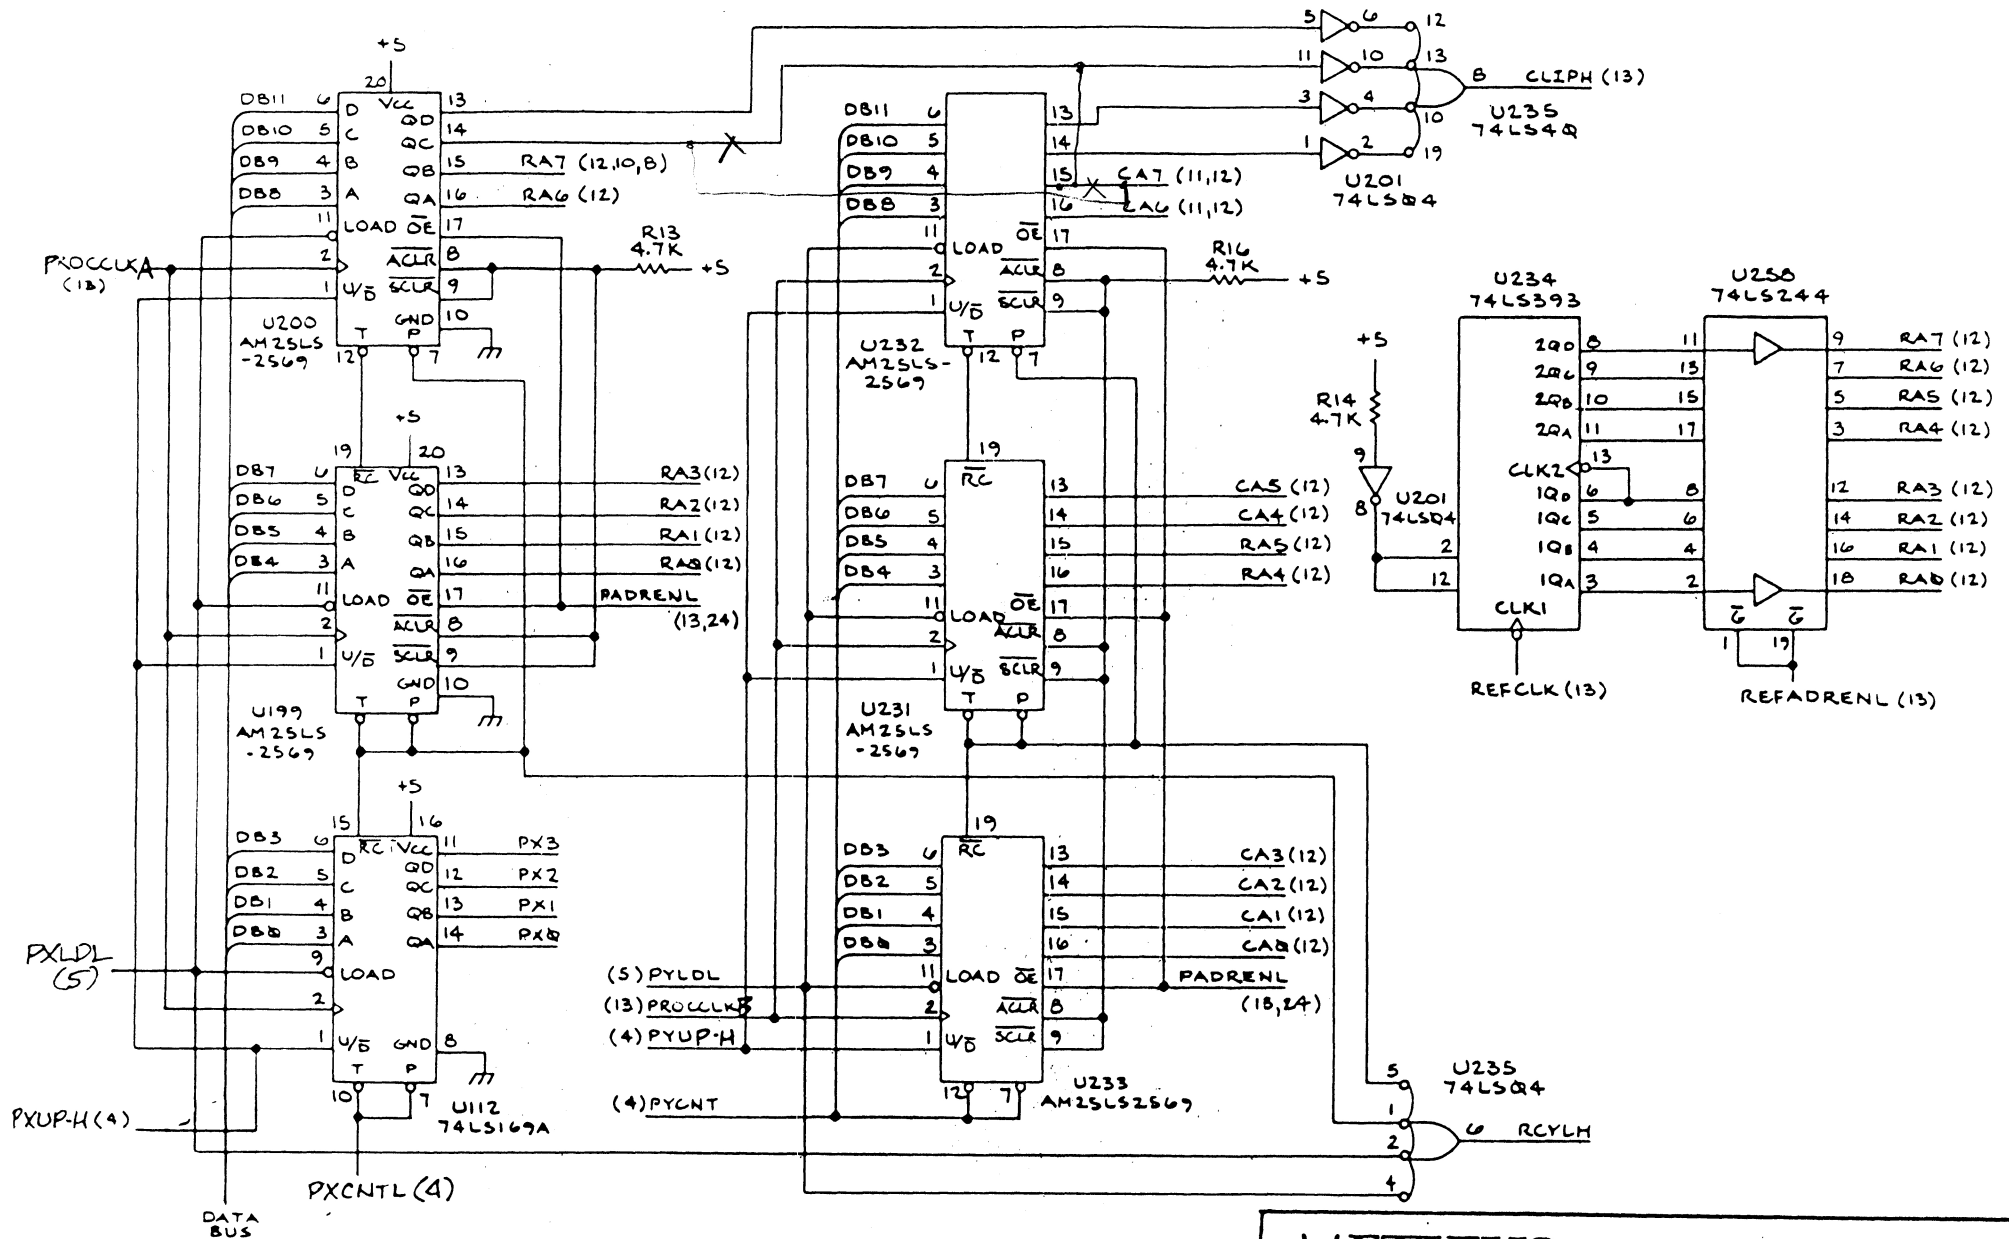 +5
20
DB11 6 D VCC QD 13
DB10 5 C QC 14
DB9 4 B QB 15 RA7 (12,10,8)
DB8 3 A QA 16 RA6 (12)
11 LOAD OE 17
PROCCLKA 2 ACLR 8
(13)
R13
4.7K
+5
1 U/D SCLR 9
GND 10
T P
12 7
U200
AM25LS
-2569
+5
19 20
DB7 6 D RC VCC QD 13 RA3(12)
DB6 5 C QC 14 RA2(12)
DB5 4 B QB 15 RA1(12)
DB4 3 A QA 16 RA0(12)
11 LOAD OE 17 PADRENL
(13,24)
2 ACLR 8
1 U/D SCLR 9
GND 10
T P
U199
AM25LS
-2569
+5
15 16
DB3 6 D RC VCC QD 11 PX3
DB2 5 C QC 12 PX2
DB1 4 B QB 13 PX1
DB0 3 A QA 14 PX0
PXLDL
(5)
9 LOAD
2
1 U/D GND 8
T P
10 7
U112
74LS169A
PXUP-H(4)
PXCNTL(4)
DATA
BUS
DB11 6 13
DB10 5 14
DB9 4 15 CA7 (11,12)
DB8 3 16 CA6 (11,12)
11 LOAD OE 17
2 ACLR 8
R16
4.7K
+5
1 U/D SCLR 9
T P
12 7
U232
AM25LS-
2569
19
RC
DB7 6 13 CA5 (12)
DB6 5 14 CA4 (12)
DB5 4 15 RA5 (12)
DB4 3 16 RA4 (12)
11 LOAD OE 17
2 ACLR 8
1 U/D SCLR 9
T P
U231
AM25LS
-2569
19
RC
DB3 6 13 CA3(12)
DB2 5 14 CA2(12)
DB1 4 15 CA1(12)
DB0 3 16 CA0(12)
(5) PYLDL 11 LOAD OE 17 PADRENL
(13,24)
(13) PROCCLKB 2 ACLR 8
(4) PYUP-H 1 U/D SCLR 9
T P
12 7
(4) PYCNT
U233
AM25LS2569
5 6 12
11 10 13
3 4 10
1 2 19
8 CLIPH (13)
U235
74LS40
U201
74LS04
+5
R14
4.7K
9
8
U201
74LS04
2
12
U234
74LS393
2QD 8
2QC 9
2QB 10
2QA 11
CLK2 13
1QD 6
1QC 5
1QB 4
1QA 3
CLK1
REFCLK (13)
U258
74LS244
11 9 RA7 (12)
13 7 RA6 (12)
15 5 RA5 (12)
17 3 RA4 (12)
8 12 RA3 (12)
6 14 RA2 (12)
4 16 RA1 (12)
2 18 RA0 (12)
G G
1 19
REFADRENL (13)
U235
74LS04
5
1
2
4
6 RCYLH